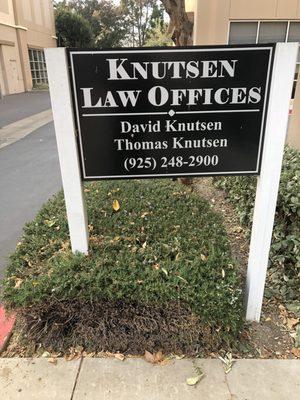 KNUTSEN
LAW OFFICES
David Knutsen
Thomas Knutsen
(925) 248-2900